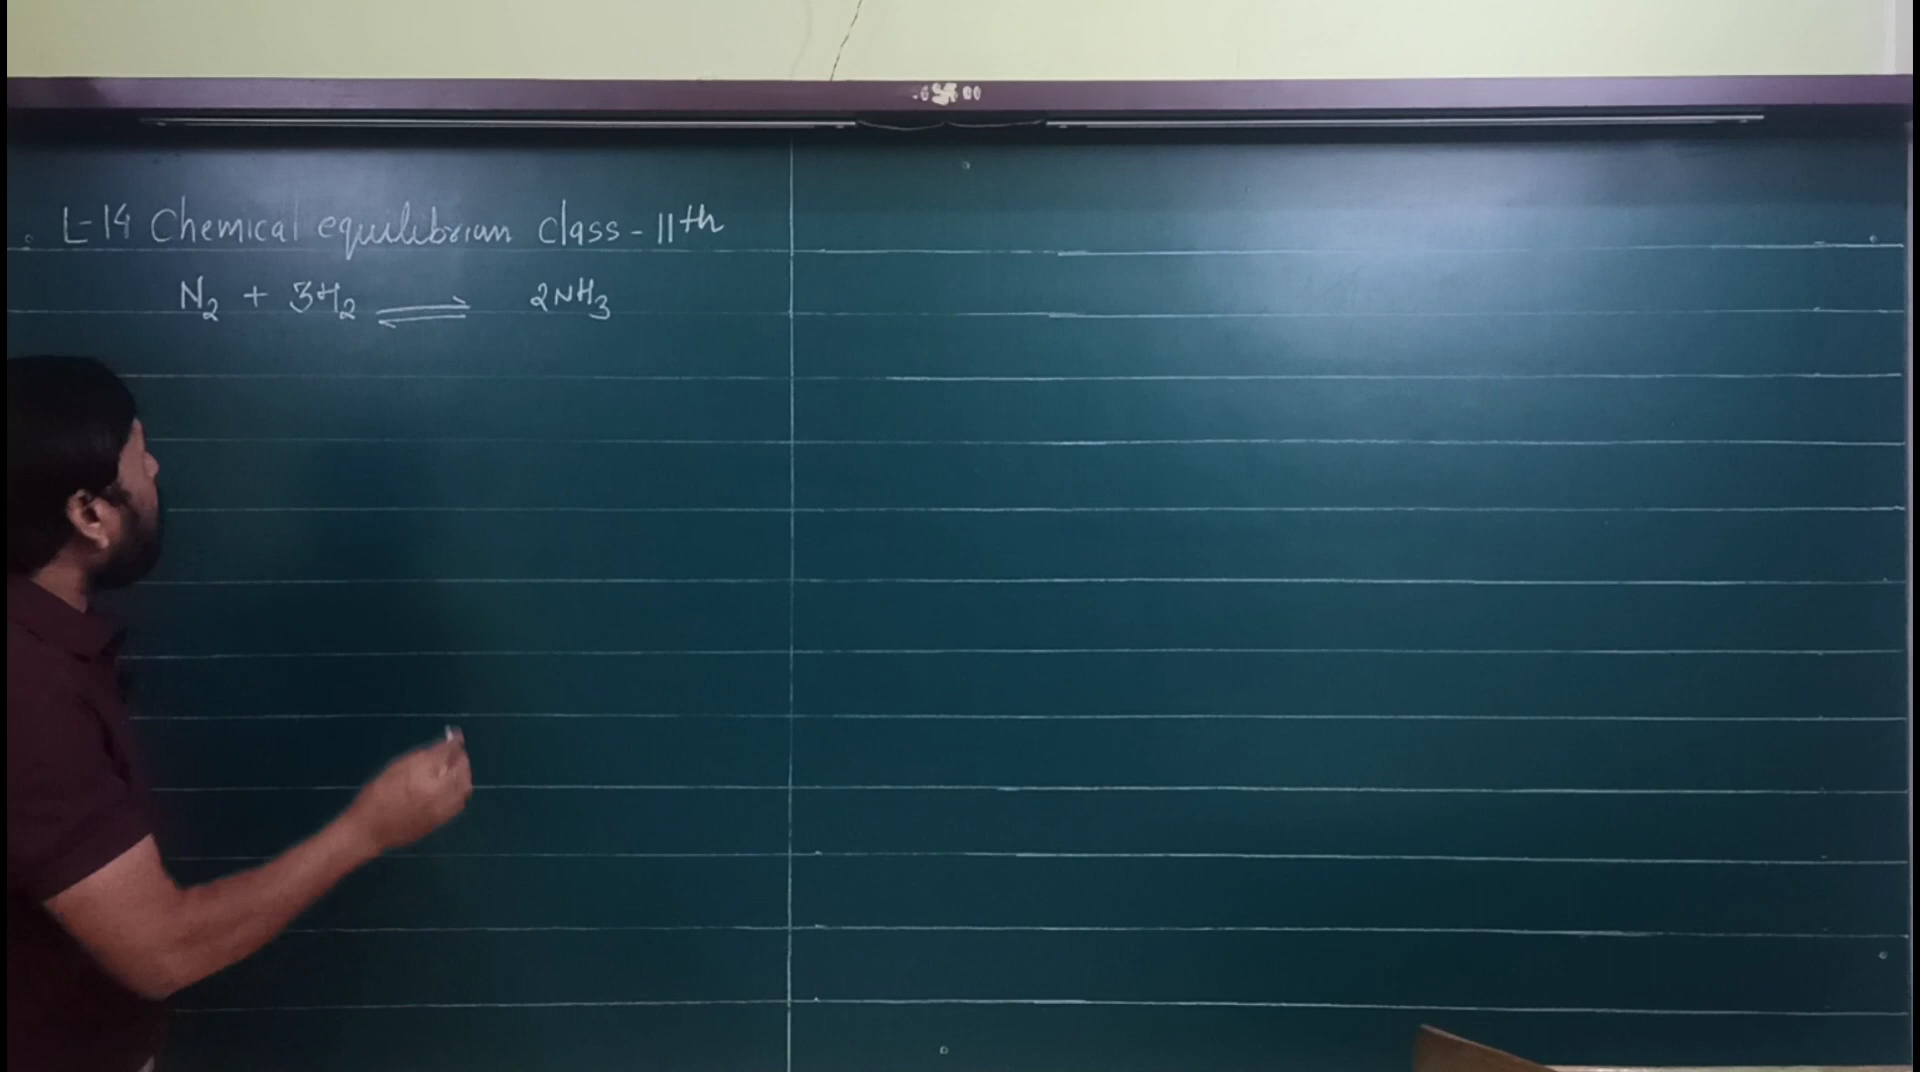 L-14 Chemical equilibrium class-11th
N₂ + 3H₂ ⇌ 2NH₃